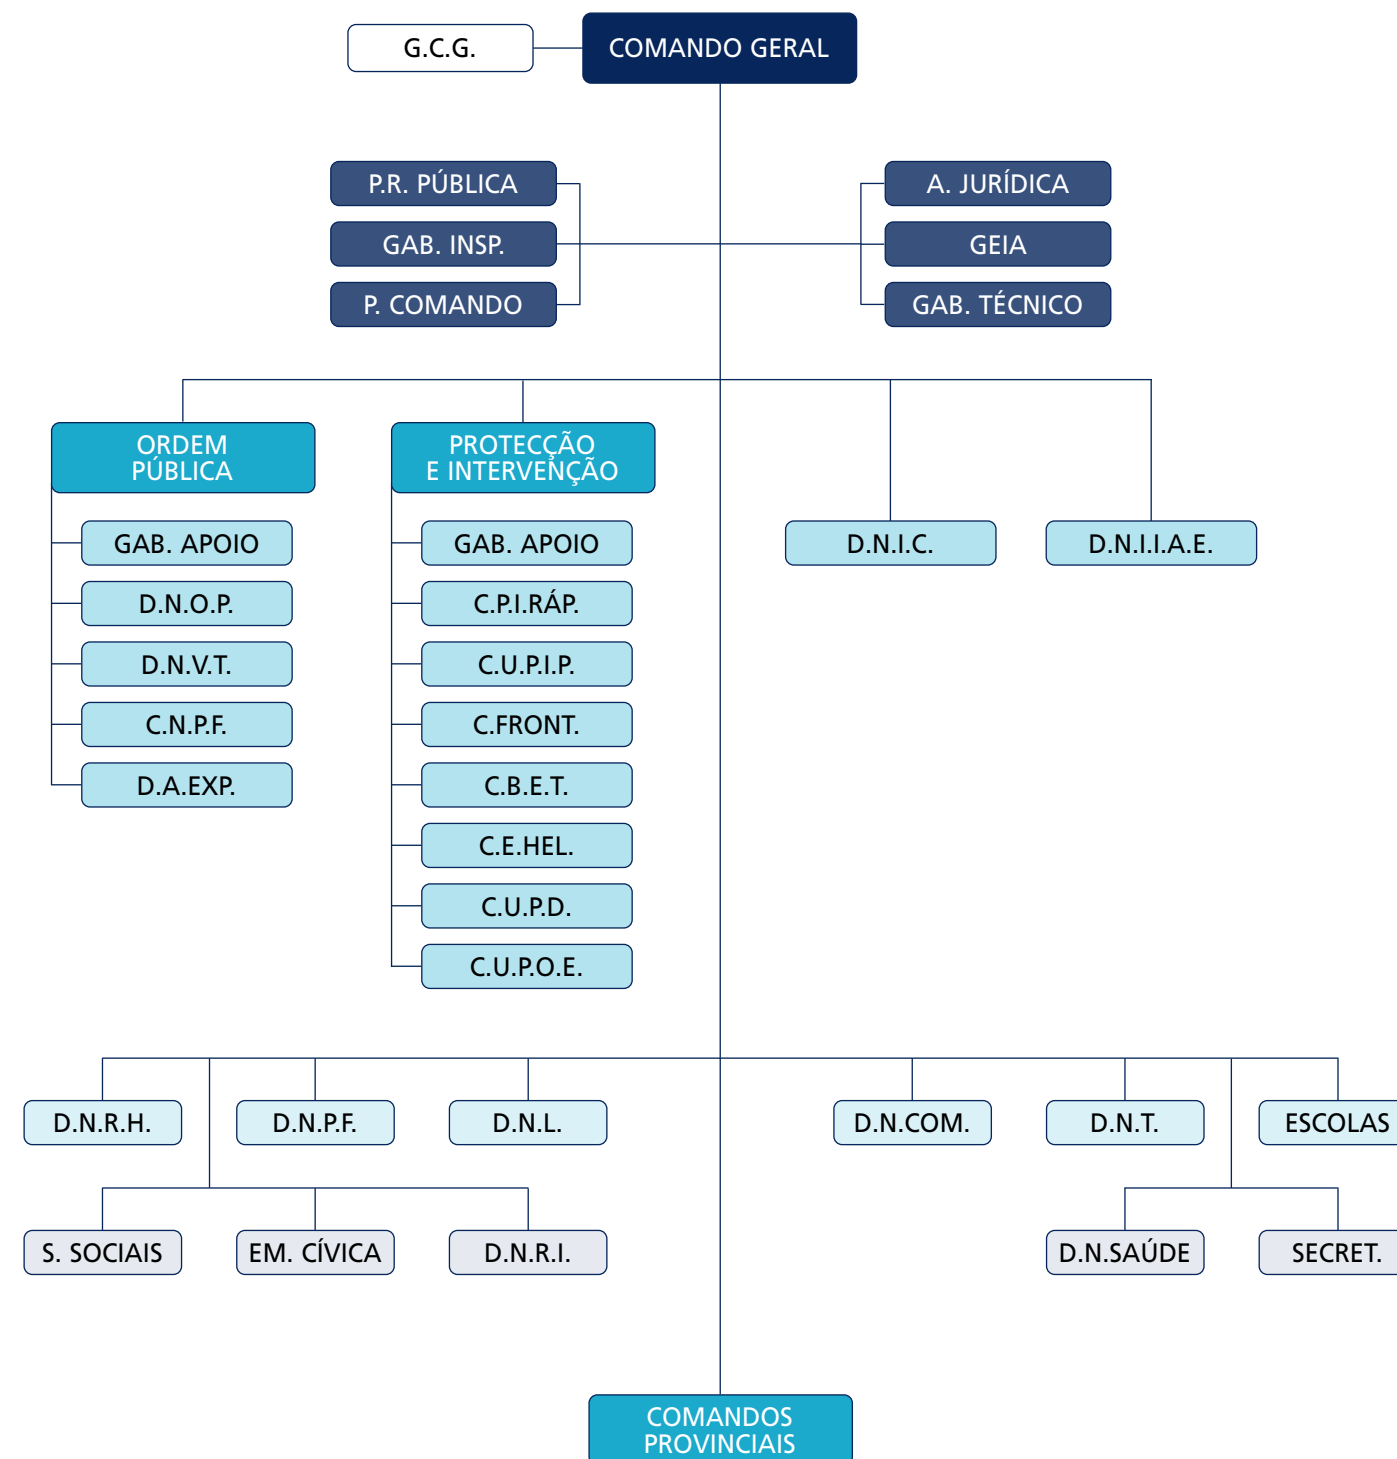 G.C.G.
COMANDO GERAL
P.R. PÚBLICA
A. JURÍDICA
GAB. INSP.
GEIA
P. COMANDO
GAB. TÉCNICO
ORDEM
PÚBLICA
PROTECÇÃO
E INTERVENÇÃO
GAB. APOIO
GAB. APOIO
D.N.I.C.
D.N.I.I.A.E.
D.N.O.P.
C.P.I.RÁP.
D.N.V.T.
C.U.P.I.P.
C.N.P.F.
C.FRONT.
D.A.EXP.
C.B.E.T.
C.E.HEL.
C.U.P.D.
C.U.P.O.E.
D.N.R.H.
D.N.P.F.
D.N.L.
D.N.COM.
D.N.T.
ESCOLAS
S. SOCIAIS
EM. CÍVICA
D.N.R.I.
D.N.SAÚDE
SECRET.
COMANDOS
PROVINCIAIS